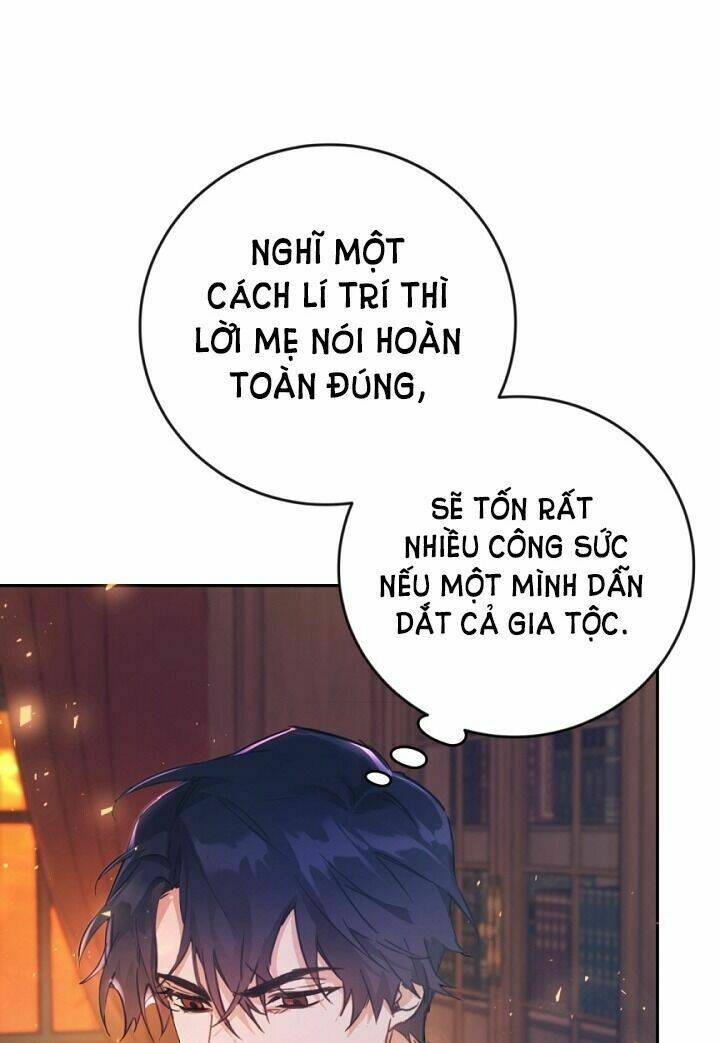 NGHĨ MỘT
CÁCH LÍ TRÍ THÌ
LỜI MẸ NÓI HOÀN
TOÀN ĐÚNG,
SẼ TỐN RẤT
NHIỀU CÔNG SỨC
NẾU MỘT MÌNH DẪN
DẮT CẢ GIA TỘC.